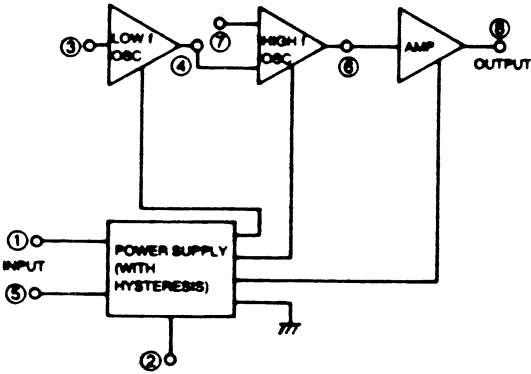 ③
LOW f
OSC
④
⑦
HIGH f
OSC
⑥
AMP
⑧
OUTPUT
①
INPUT
⑤
POWER SUPPLY
(WITH
HYSTERESIS)
②